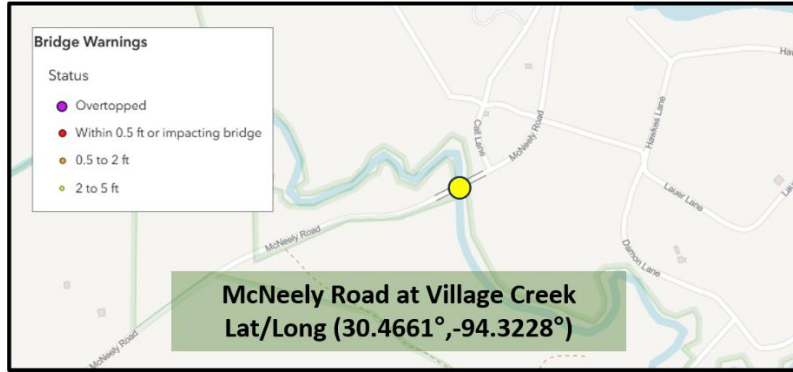 Bridge Warnings
Status
Overtopped
Within 0.5 ft or impacting bridge
0.5 to 2 ft
2 to 5 ft
Call Lane
McNeely Road
Hawkes Lane
Lauer Lane
Damon Lane
McNeely Road
McNeely Road
McNeely Road at Village Creek
Lat/Long (30.4661°,-94.3228°)